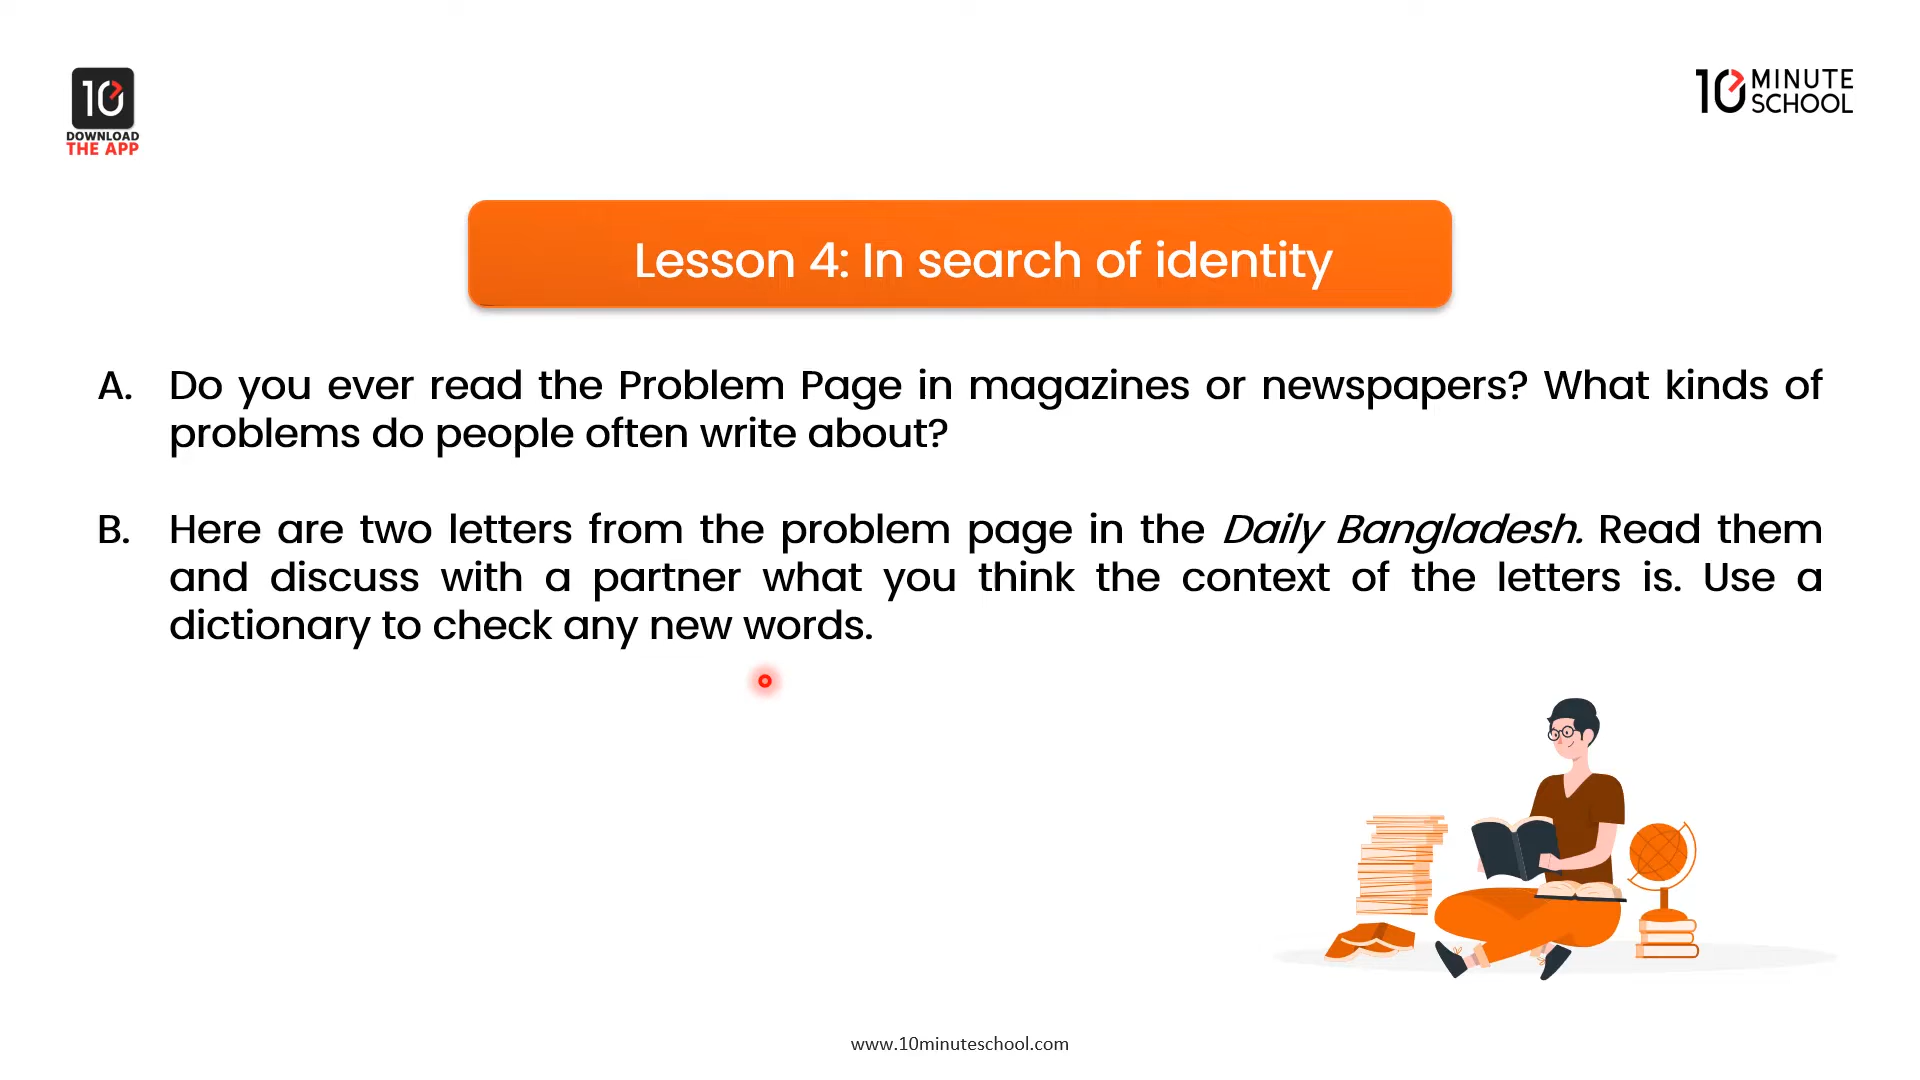 10
DOWNLOAD
THE APP
10 MINUTE
SCHOOL
Lesson 4: In search of identity
A. Do you ever read the Problem Page in magazines or newspapers? What kinds of
problems do people often write about?
B. Here are two letters from the problem page in the Daily Bangladesh. Read them
and discuss with a partner what you think the context of the letters is. Use a
dictionary to check any new words.
www.10minuteschool.com